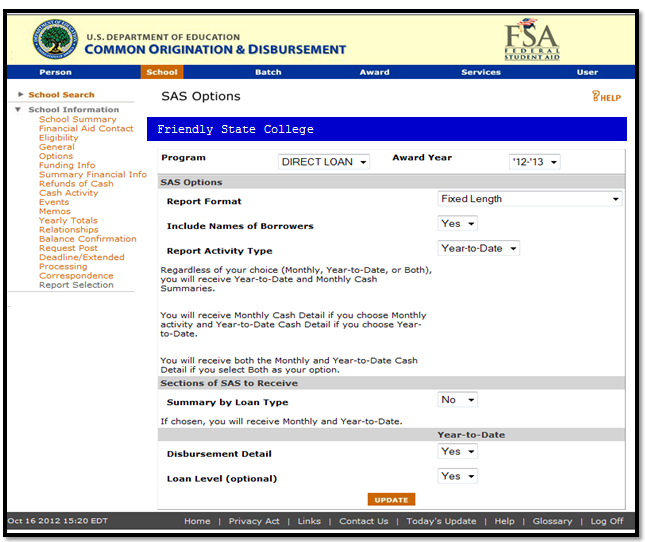 U.S. DEPARTMENT OF EDUCATION
COMMON ORIGINATION & DISBURSEMENT
FSA
FEDERAL
STUDENT AID
Person School Batch Award Services User
School Search
School Information
School Summary
Financial Aid Contact
Eligibility
General
Options
Funding Info
Summary Financial Info
Refunds of Cash
Cash Activity
Events
Memos
Yearly Totals
Relationships
Balance Confirmation
Request Post
Deadline/Extended
Processing
Correspondence
Report Selection
SAS Options
? HELP
Friendly State College
Program DIRECT LOAN Award Year '12-'13
SAS Options
Report Format Fixed Length
Include Names of Borrowers Yes
Report Activity Type Year-to-Date
Regardless of your choice (Monthly, Year-to-Date, or Both),
you will receive Year-to-Date and Monthly Cash
Summaries.
You will receive Monthly Cash Detail if you choose Monthly
activity and Year-to-Date Cash Detail if you choose Year-
to-Date.
You will receive both the Monthly and Year-to-Date Cash
Detail if you select Both as your option.
Sections of SAS to Receive
Summary by Loan Type No
If chosen, you will receive Monthly and Year-to-Date.
Year-to-Date
Disbursement Detail Yes
Loan Level (optional) Yes
UPDATE
Oct 16 2012 15:20 EDT Home | Privacy Act | Links | Contact Us | Today's Update | Help | Glossary | Log Off